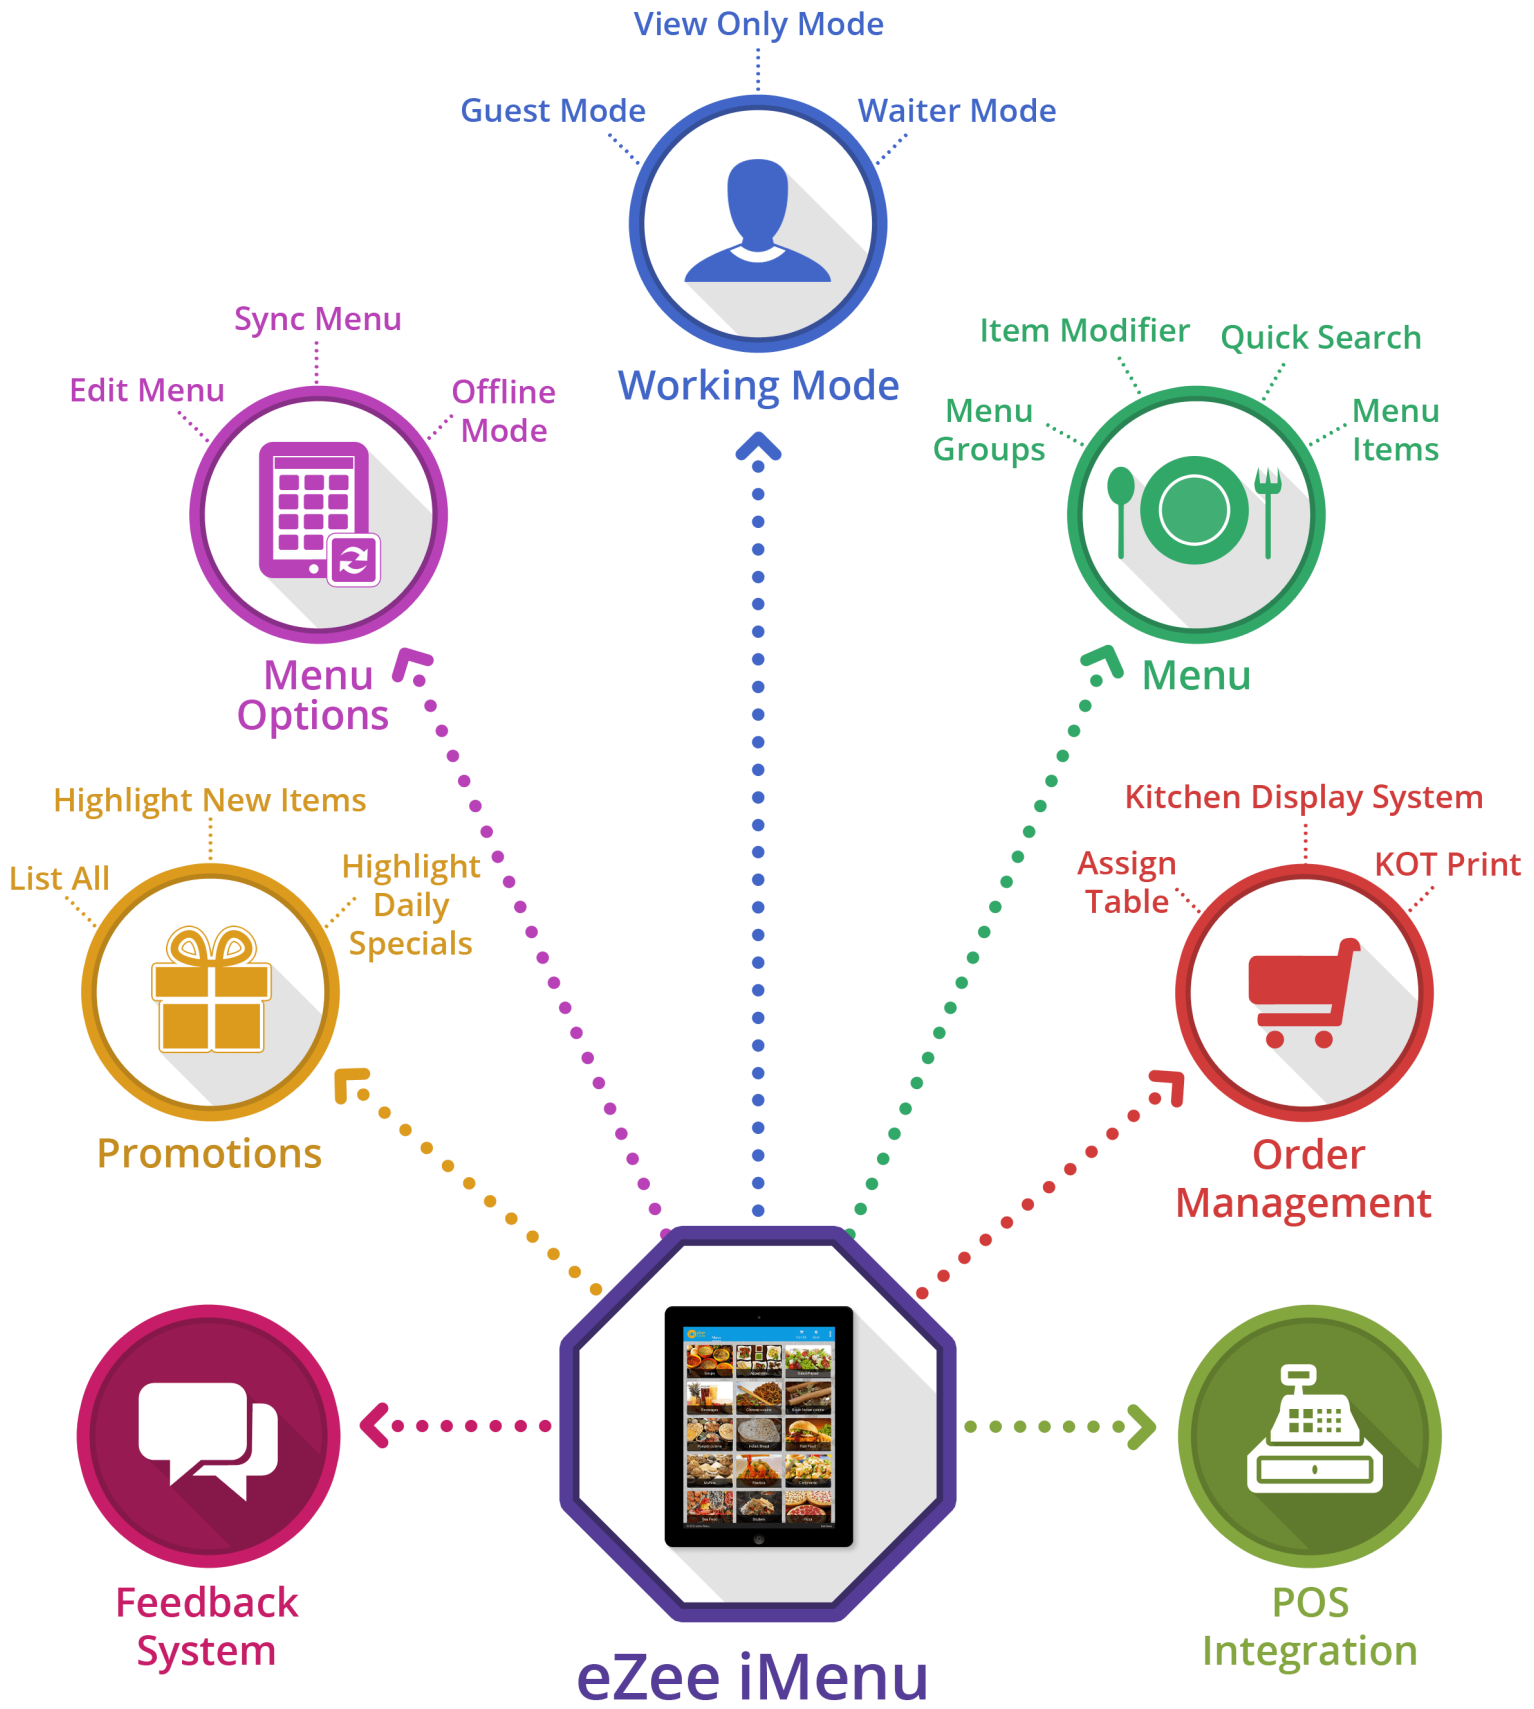 View Only Mode
Guest Mode
Waiter Mode
Working Mode
Sync Menu
Edit Menu
Offline
Mode
Menu
Options
Item Modifier
Quick Search
Menu
Groups
Menu
Items
Menu
Highlight New Items
List All
Highlight
Daily
Specials
Promotions
Kitchen Display System
Assign
Table
KOT Print
Order
Management
Feedback
System
eZee iMenu
POS
Integration